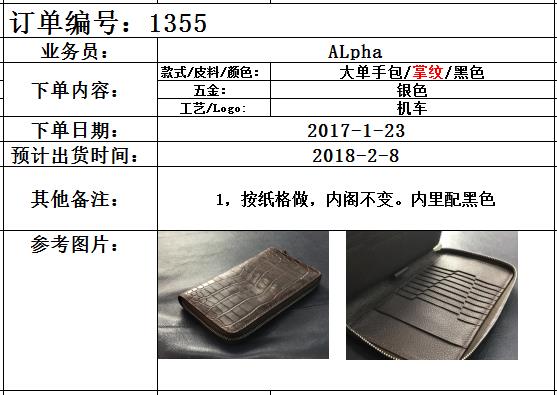 订单编号：1355
业务员： ALpha
下单内容： 款式/皮料/颜色： 大单手包/掌纹/黑色
五金： 银色
工艺/Logo: 机车
下单日期： 2017-1-23
预计出货时间： 2018-2-8
其他备注： 1，按纸格做，内阁不变。内里配黑色
参考图片：